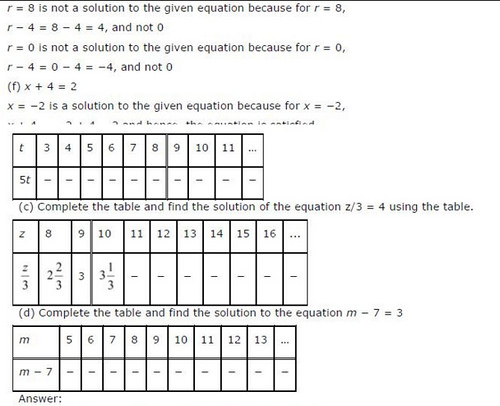 r = 8 is not a solution to the given equation because for r = 8,
r − 4 = 8 − 4 = 4, and not 0
r = 0 is not a solution to the given equation because for r = 0,
r − 4 = 0 − 4 = −4, and not 0
(f) x + 4 = 2
x = −2 is a solution to the given equation because for x = −2,
t 3 4 5 6 7 8 9 10 11 ...
5t − − − − − − − − − −
(c) Complete the table and find the solution of the equation z/3 = 4 using the table.
z 8 9 10 11 12 13 14 15 16 ...
z/3 2 2/3 3 3 1/3 − − − − − − −
(d) Complete the table and find the solution to the equation m − 7 = 3
m 5 6 7 8 9 10 11 12 13 ...
m − 7 − − − − − − − − − −
Answer: